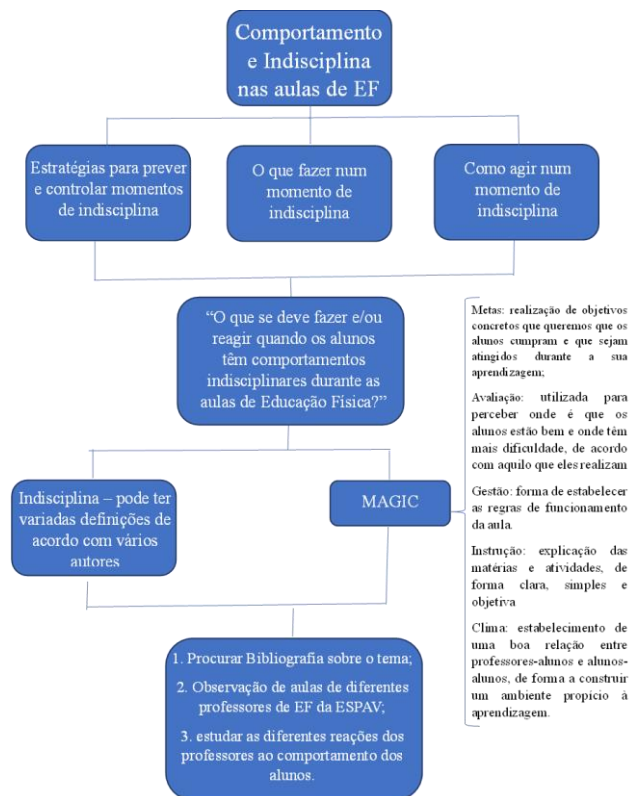 Comportamento
e Indisciplina
nas aulas de EF
Estratégias para prever
e controlar momentos
de indisciplina
O que fazer num
momento de
indisciplina
Como agir num
momento de
indisciplina
“O que se deve fazer e/ou
reagir quando os alunos
têm comportamentos
indisciplinares durante as
aulas de Educação Física?”
Indisciplina – pode ter
variadas definições de
acordo com vários
autores
MAGIC
Metas: realização de objetivos
concretos que queremos que os
alunos cumpram e que sejam
atingidos durante a sua
aprendizagem;
Avaliação: utilizada para
perceber onde é que os
alunos estão bem e onde têm
mais dificuldade, de acordo
com aquilo que eles realizam
Gestão: forma de estabelecer
as regras de funcionamento
da aula.
Instrução: explicação das
matérias e atividades, de
forma clara, simples e
objetiva
Clima: estabelecimento de
uma boa relação entre
professores-alunos e alunos-
alunos, de forma a construir
um ambiente propício à
aprendizagem.
1. Procurar Bibliografia sobre o tema;
2. Observação de aulas de diferentes
professores de EF da ESPAV;
3. estudar as diferentes reações dos
professores ao comportamento dos
alunos.